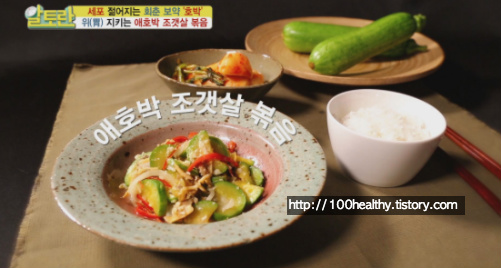 알토란
세포 젊어지는 회춘 보약 '호박'
위(胃) 지키는 애호박 조갯살 볶음
애호박 조갯살 볶음
http://100healthy.tistory.com